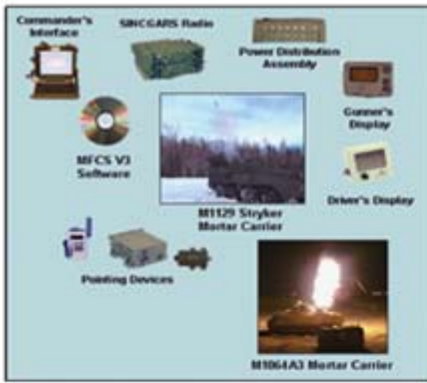 Commander's
Interface
SINCGARS Radio
Power Distribution
Assembly
Gunner's
Display
MFCS V3
Software
Driver's Display
M1129 Stryker
Mortar Carrier
Pointing Devices
M1064A3 Mortar Carrier